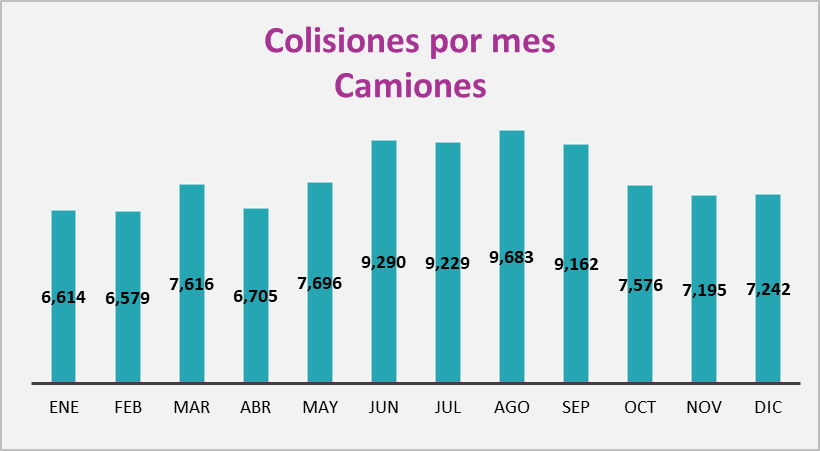 Colisiones por mes
Camiones
6,614 6,579 7,616 6,705 7,696 9,290 9,229 9,683 9,162 7,576 7,195 7,242
ENE FEB MAR ABR MAY JUN JUL AGO SEP OCT NOV DIC